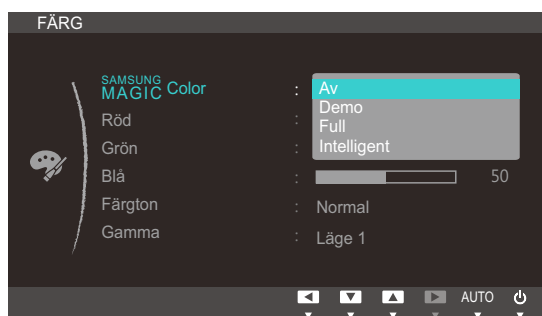 FÄRG
SAMSUNG MAGIC Color : Av
Demo
Röd :
Full
Grön : Intelligent
Blå : 50
Färgton : Normal
Gamma : Läge 1
AUTO